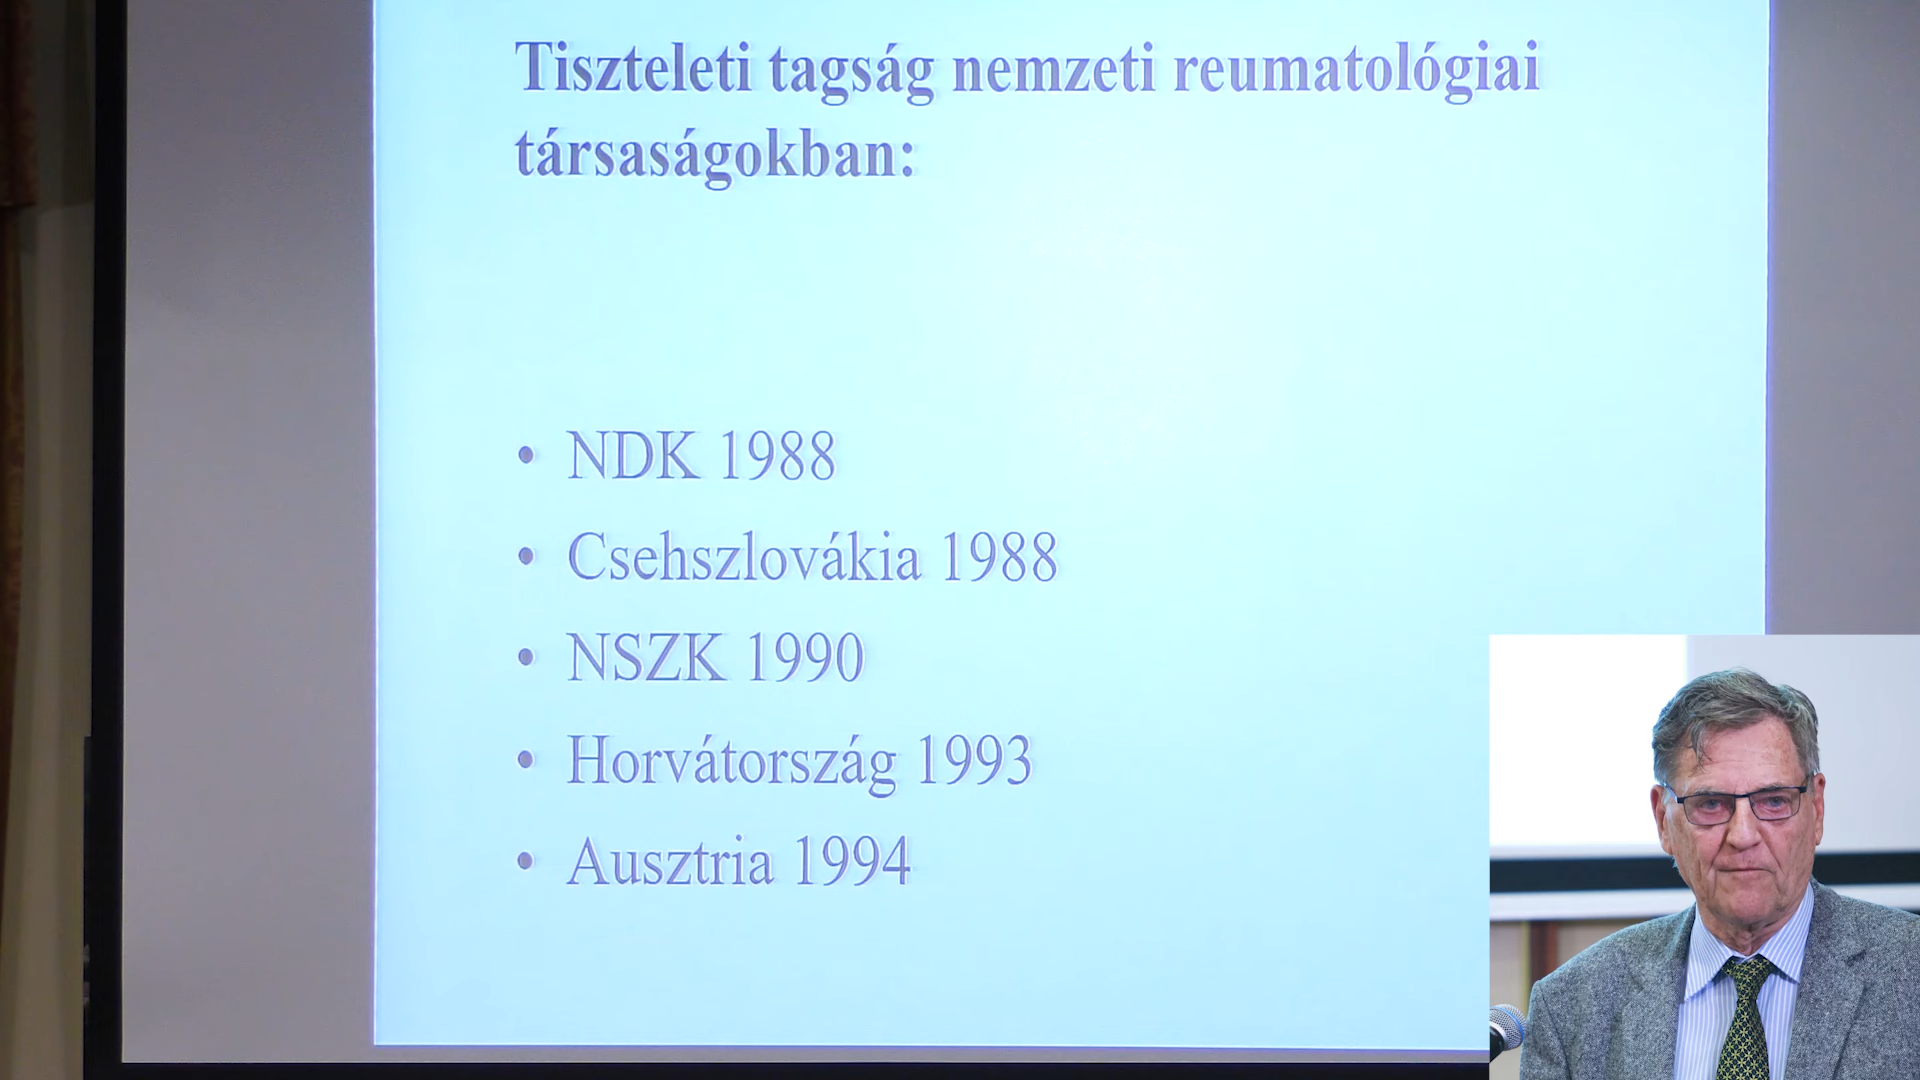 Tiszteleti tagság nemzeti reumatológiai
társaságokban:
• NDK 1988
• Csehszlovákia 1988
• NSZK 1990
• Horvátország 1993
• Ausztria 1994